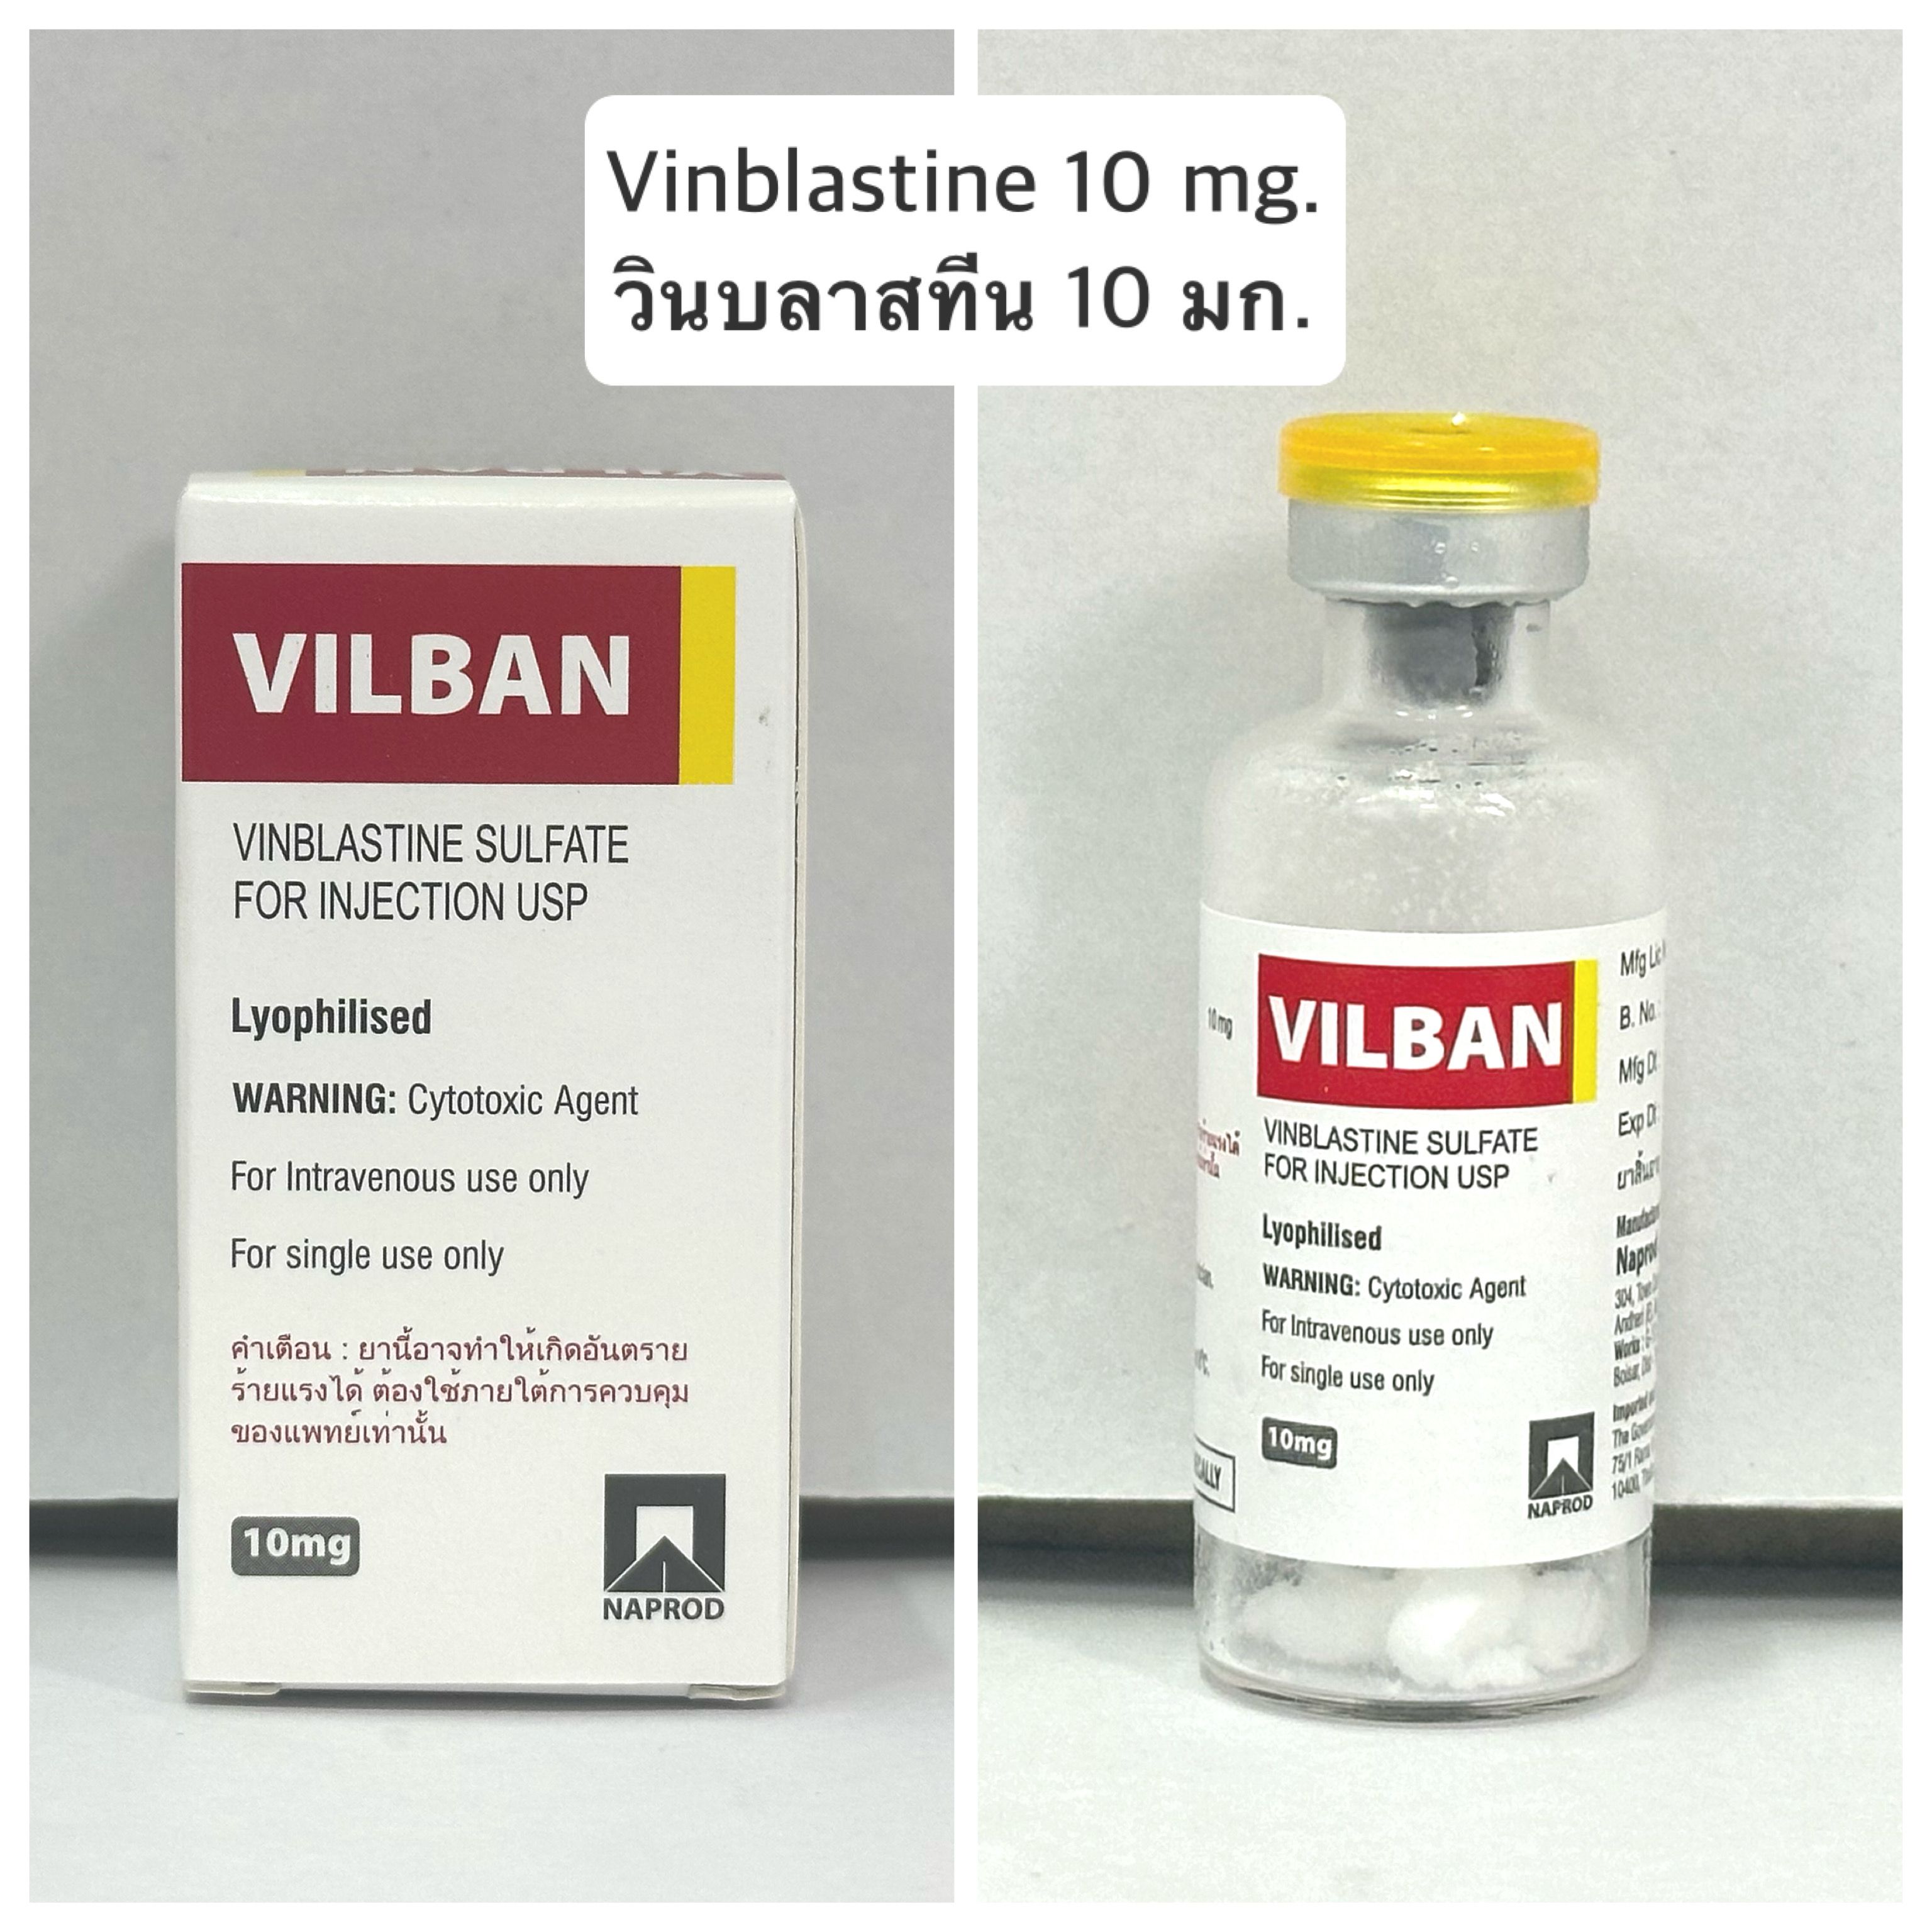 Vinblastine 10 mg.
วินบลาสทีน 10 มก.
VILBAN
VINBLASTINE SULFATE
FOR INJECTION USP
Lyophilised
WARNING: Cytotoxic Agent
For Intravenous use only
For single use only
คำเตือน : ยานี้อาจทำให้เกิดอันตราย
ร้ายแรงได้ ต้องใช้ภายใต้การควบคุม
ของแพทย์เท่านั้น
10mg
NAPROD
10 mg
VILBAN
VINBLASTINE SULFATE
FOR INJECTION USP
Lyophilised
WARNING: Cytotoxic Agent
For Intravenous use only
For single use only
10mg
NAPROD
Mfg
B. No.
Mfg
Exp
Naprod
304,
Works
10400,